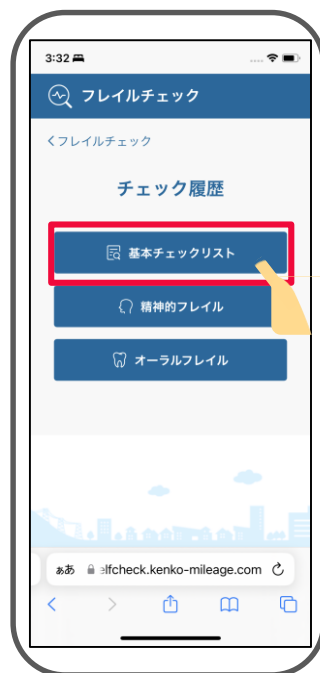 3:32
フレイルチェック
くフレイルチェック
チェック履歴
基本チェックリスト
精神的フレイル
オーラルフレイル
ぁあ elfcheck.kenko-mileage.com